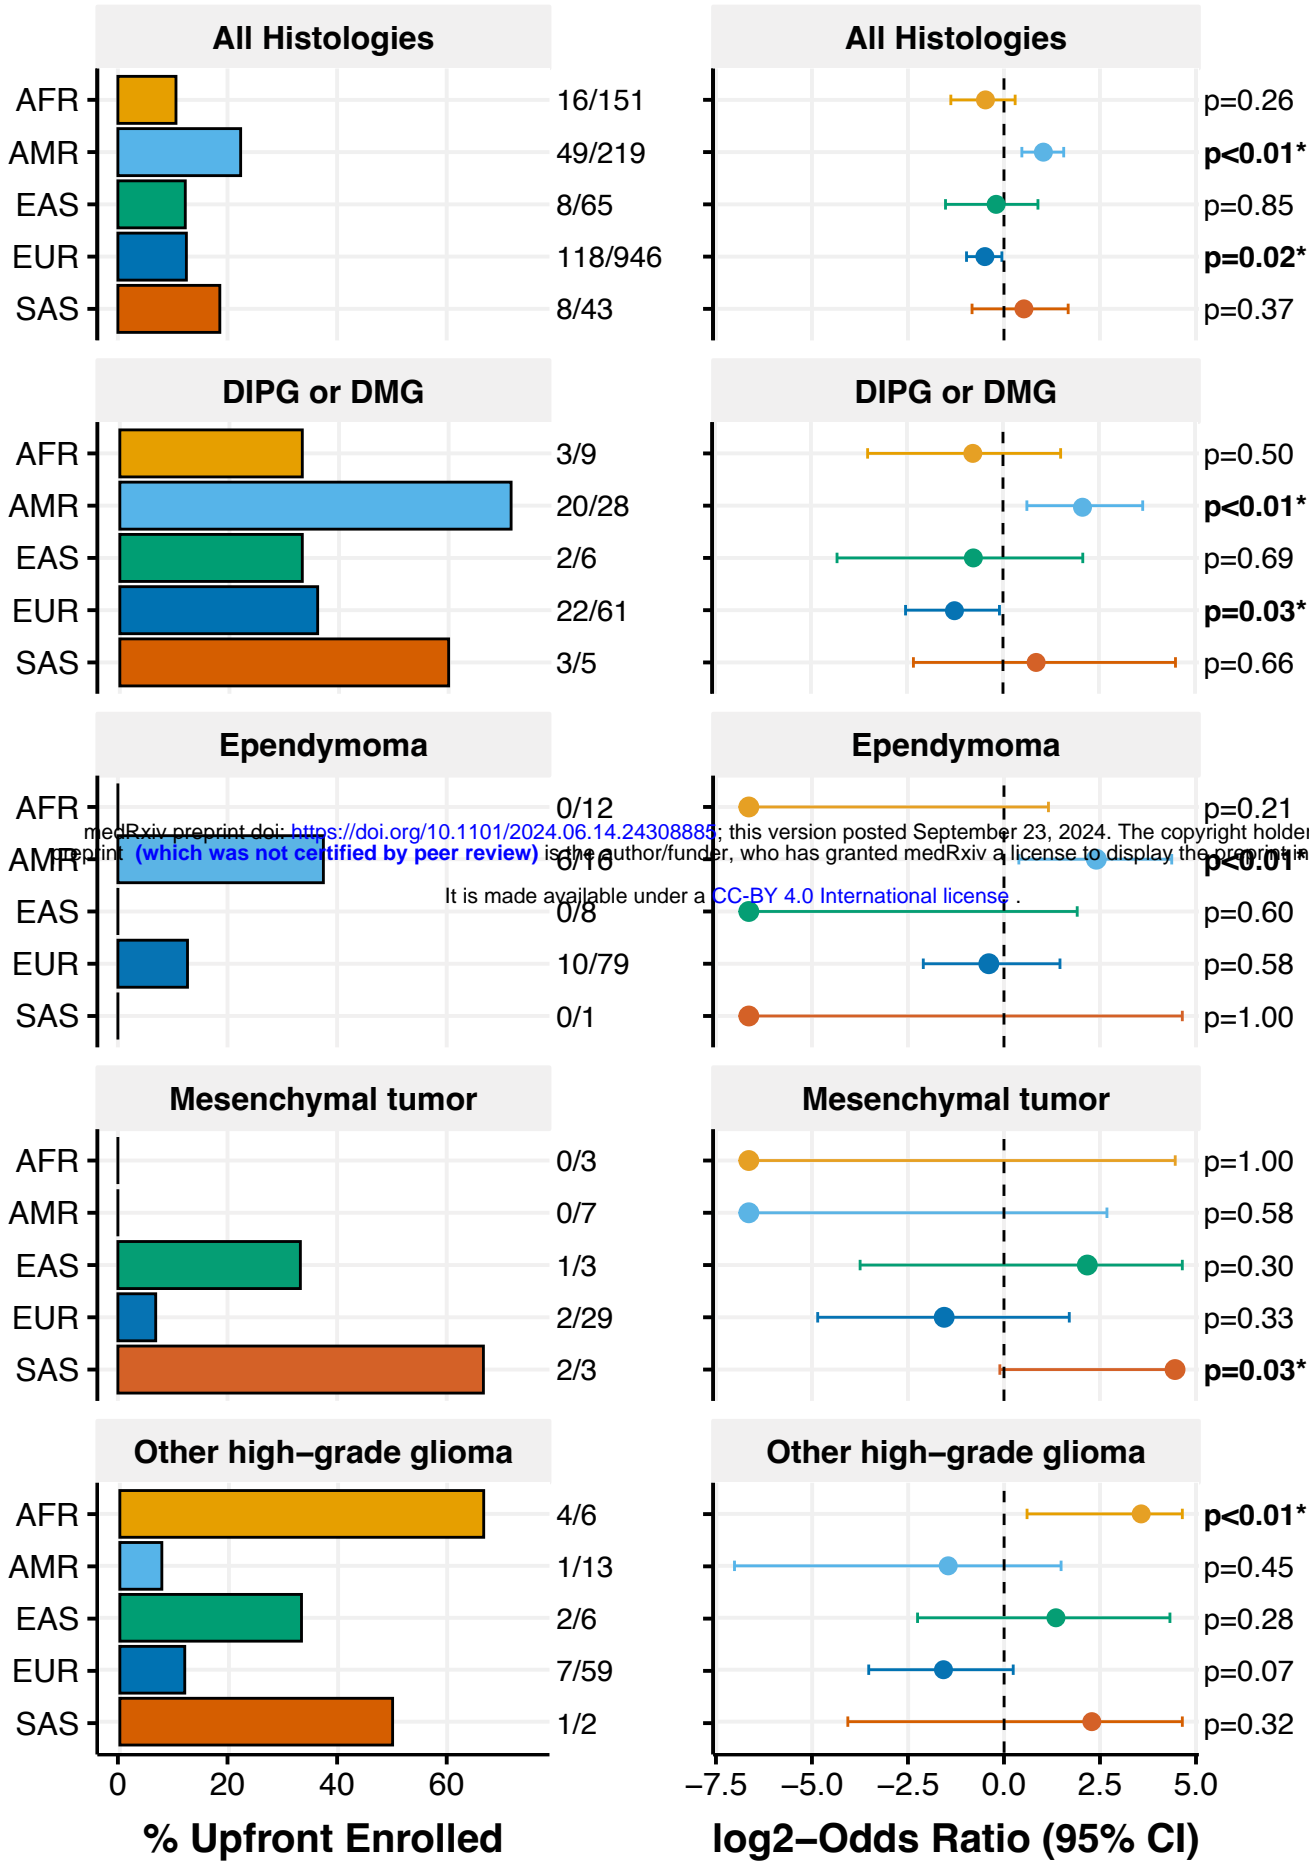 All Histologies All Histologies
AFR 16/151 p=0.26
AMR 49/219 p<0.01*
EAS 8/65 p=0.85
EUR 118/946 p=0.02*
SAS 8/43 p=0.37
DIPG or DMG DIPG or DMG
AFR 3/9 p=0.50
AMR 20/28 p<0.01*
EAS 2/6 p=0.69
EUR 22/61 p=0.03*
SAS 3/5 p=0.66
Ependymoma Ependymoma
AFR 0/12 p=0.21
medRxiv preprint doi: https://doi.org/10.1101/2024.06.14.24308885; this version posted September 23, 2024. The copyright holder
preprint (which was not certified by peer review) is the author/funder, who has granted medRxiv a license to display the preprint in
AMR 6/16 p<0.01*
It is made available under a CC-BY 4.0 International license .
EAS 0/8 p=0.60
EUR 10/79 p=0.58
SAS 0/1 p=1.00
Mesenchymal tumor Mesenchymal tumor
AFR 0/3 p=1.00
AMR 0/7 p=0.58
EAS 1/3 p=0.30
EUR 2/29 p=0.33
SAS 2/3 p=0.03*
Other high−grade glioma Other high−grade glioma
AFR 4/6 p<0.01*
AMR 1/13 p=0.45
EAS 2/6 p=0.28
EUR 7/59 p=0.07
SAS 1/2 p=0.32
0 20 40 60 −7.5 −5.0 −2.5 0.0 2.5 5.0
% Upfront Enrolled log2−Odds Ratio (95% CI)